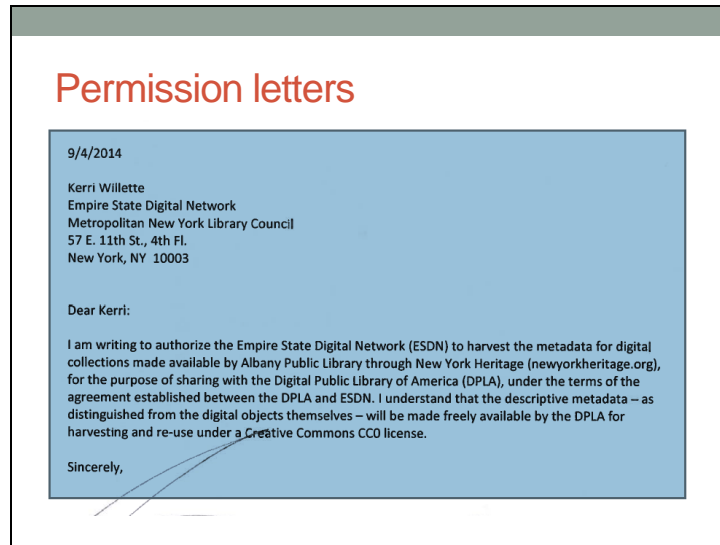 Permission letters
9/4/2014
Kerri Willette
Empire State Digital Network
Metropolitan New York Library Council
57 E. 11th St., 4th Fl.
New York, NY 10003
Dear Kerri:
I am writing to authorize the Empire State Digital Network (ESDN) to harvest the metadata for digital
collections made available by Albany Public Library through New York Heritage (newyorkheritage.org),
for the purpose of sharing with the Digital Public Library of America (DPLA), under the terms of the
agreement established between the DPLA and ESDN. I understand that the descriptive metadata – as
distinguished from the digital objects themselves – will be made freely available by the DPLA for
harvesting and re-use under a Creative Commons CC0 license.
Sincerely,